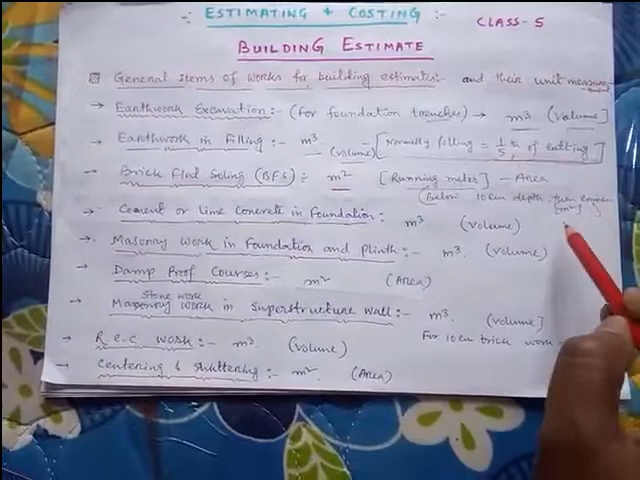 -: ESTIMATING + COSTING :-
CLASS-5
BUILDING ESTIMATE
General Items of works for building estimates:- and their unit measurement
→ Earthwork Excavation:- (For foundation trenches) → m³ (Volume]
→ Earthwork in Filling:- m³ (Volume) - [Normally filling = 1/5 th of cutting]
- Brick Flat Soling (BFS):- m² [Running meter] - Area
(Below 10cm depth then
(m²)
→ Cement or Lime Concrete in Foundation: m³ (Volume)
→ Masonry Work in Foundation and Plinth:- m³. (Volume)
→ Damp Proof Courses:- m² (Area)
Stone work
→ Masonry Work in Superstructure Wall:- m³. (Volume]
For 10cm brick work
→ R.C.C Work:- m³ (Volume)
- Centering & Shuttering:- m². (Area)